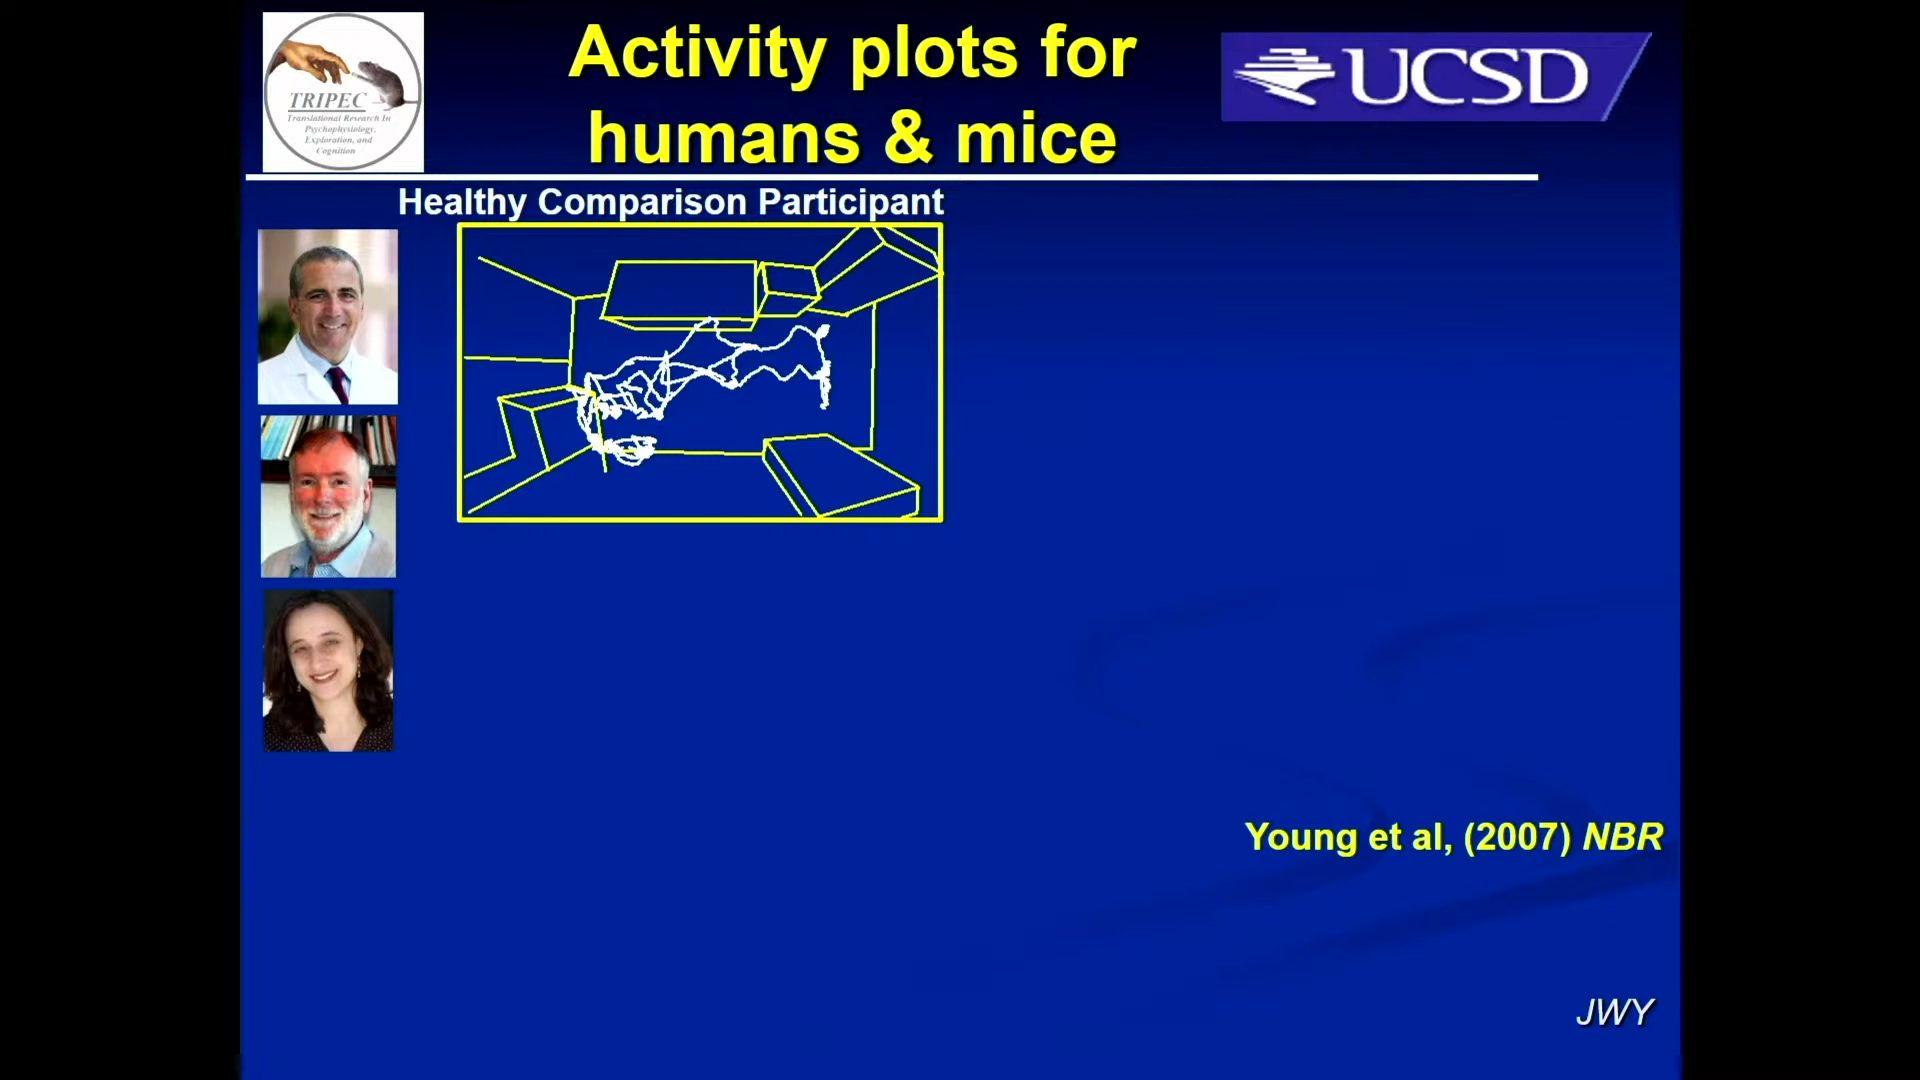 Activity plots for
humans & mice
TRIPEC
Translational Research In
Psychophysiology,
Exploration, and
Cognition
UCSD
Healthy Comparison Participant
Young et al, (2007) NBR
JWY